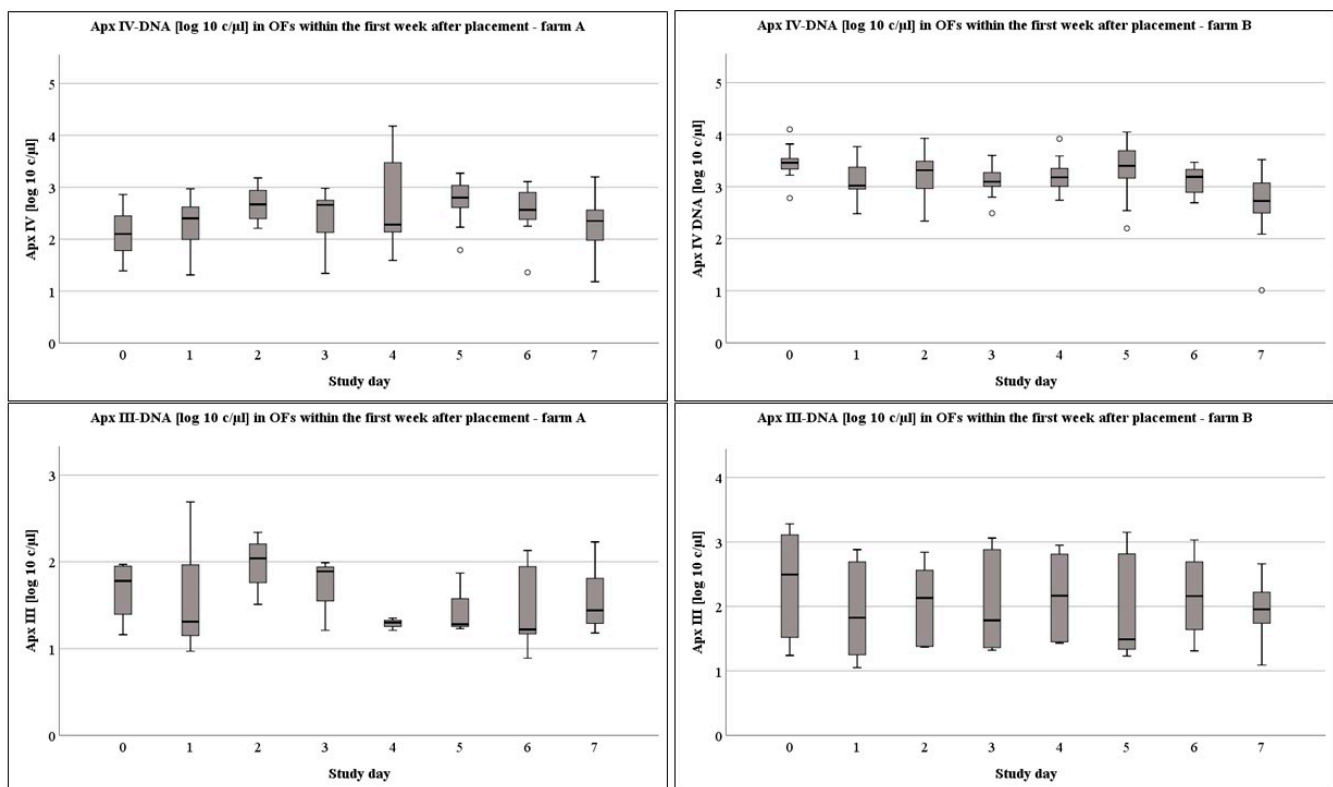 Apx IV-DNA [log 10 c/µl] in OFs within the first week after placement - farm A
Apx IV [log 10 c/µl]
5
4
3
2
1
0
0 1 2 3 4 5 6 7
Study day
Apx IV-DNA [log 10 c/µl] in OFs within the first week after placement - farm B
Apx IV DNA [log 10 c/µl]
5
4
3
2
1
0
0 1 2 3 4 5 6 7
Study day
Apx III-DNA [log 10 c/µl] in OFs within the first week after placement - farm A
Apx III [log 10 c/µl]
3
2
1
0
0 1 2 3 4 5 6 7
Study day
Apx III-DNA [log 10 c/µl] in OFs within the first week after placement - farm B
Apx III [log 10 c/µl]
4
3
2
1
0
0 1 2 3 4 5 6 7
Study day